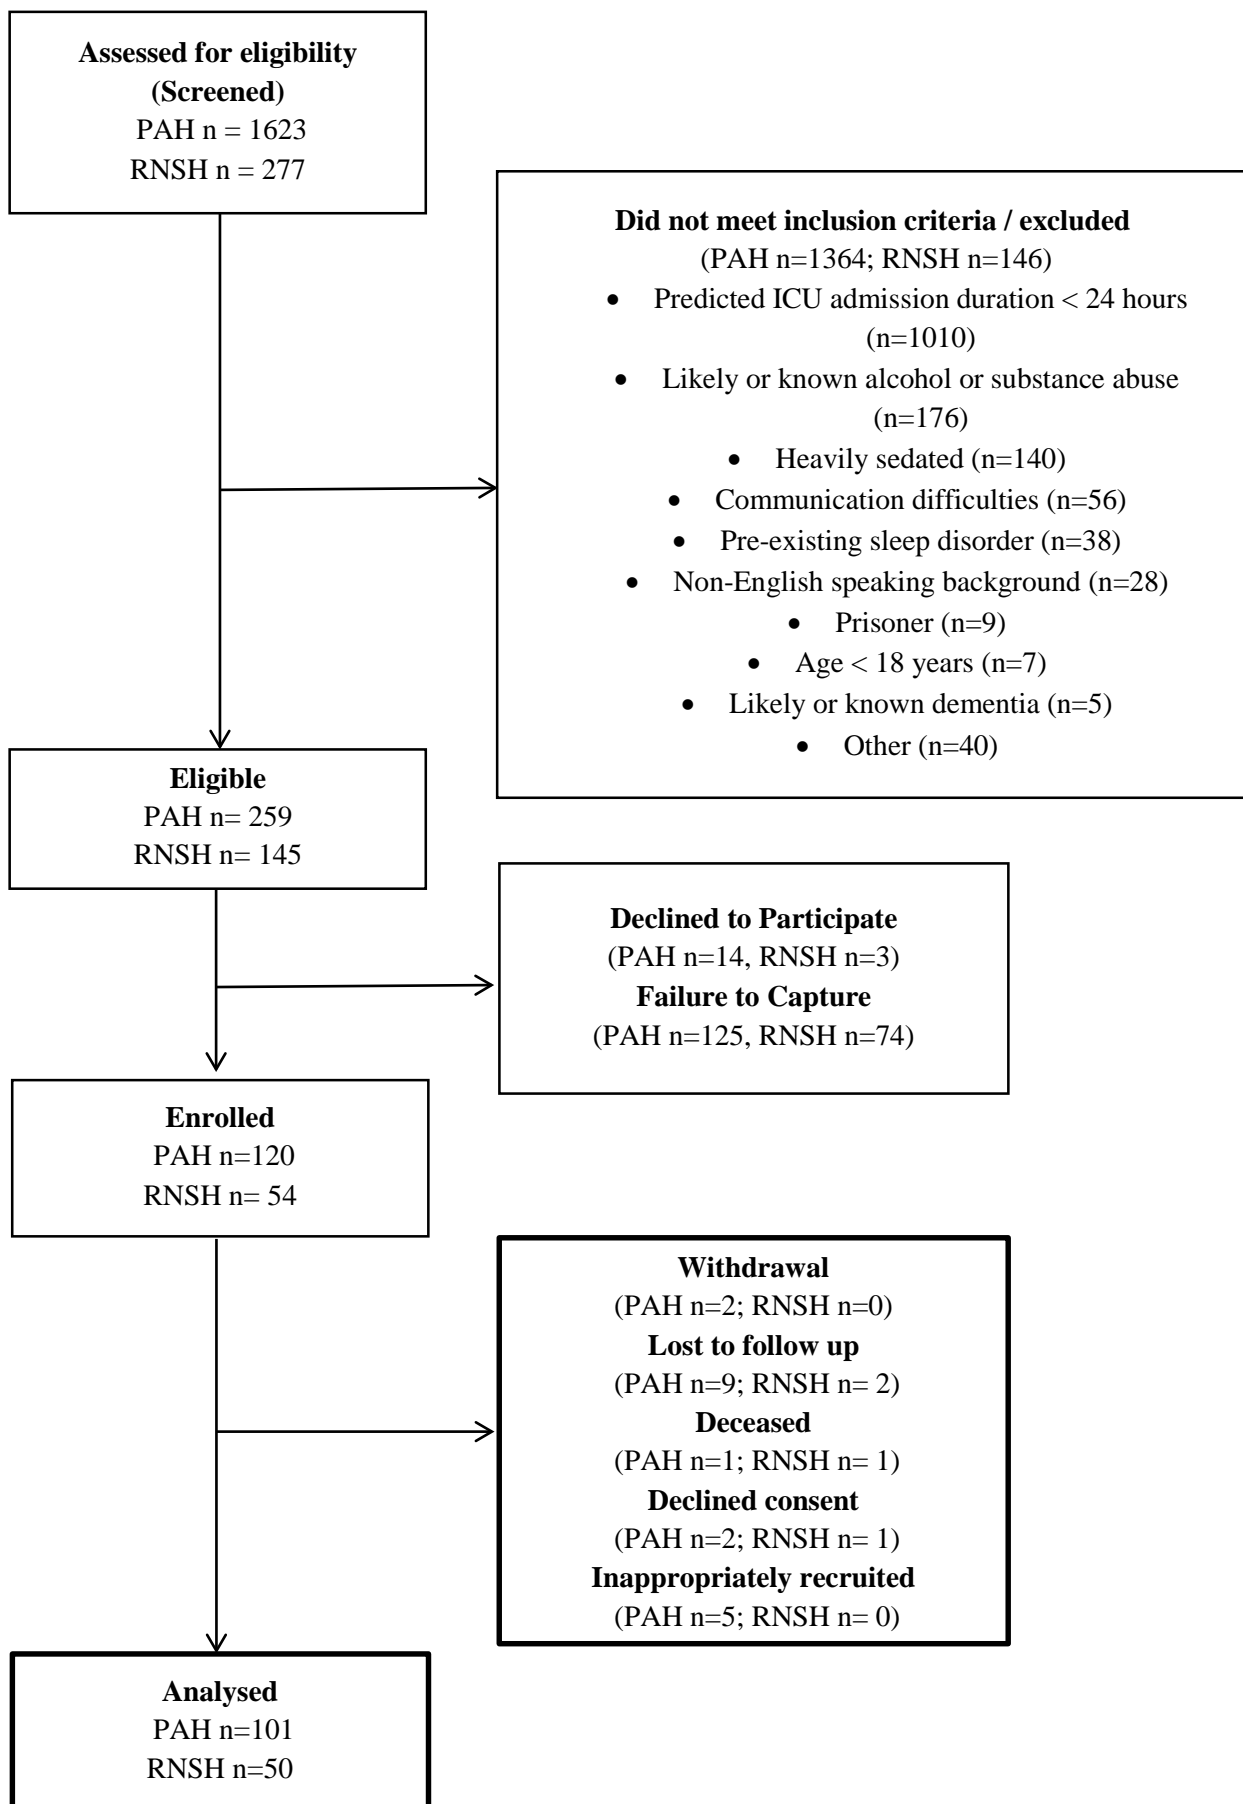 Assessed for eligibility
(Screened)
PAH n = 1623
RNSH n = 277
Did not meet inclusion criteria / excluded
(PAH n=1364; RNSH n=146)
• Predicted ICU admission duration < 24 hours
(n=1010)
• Likely or known alcohol or substance abuse
(n=176)
• Heavily sedated (n=140)
• Communication difficulties (n=56)
• Pre-existing sleep disorder (n=38)
• Non-English speaking background (n=28)
• Prisoner (n=9)
• Age < 18 years (n=7)
• Likely or known dementia (n=5)
• Other (n=40)
Eligible
PAH n= 259
RNSH n= 145
Declined to Participate
(PAH n=14, RNSH n=3)
Failure to Capture
(PAH n=125, RNSH n=74)
Enrolled
PAH n=120
RNSH n= 54
Withdrawal
(PAH n=2; RNSH n=0)
Lost to follow up
(PAH n=9; RNSH n= 2)
Deceased
(PAH n=1; RNSH n= 1)
Declined consent
(PAH n=2; RNSH n= 1)
Inappropriately recruited
(PAH n=5; RNSH n= 0)
Analysed
PAH n=101
RNSH n=50